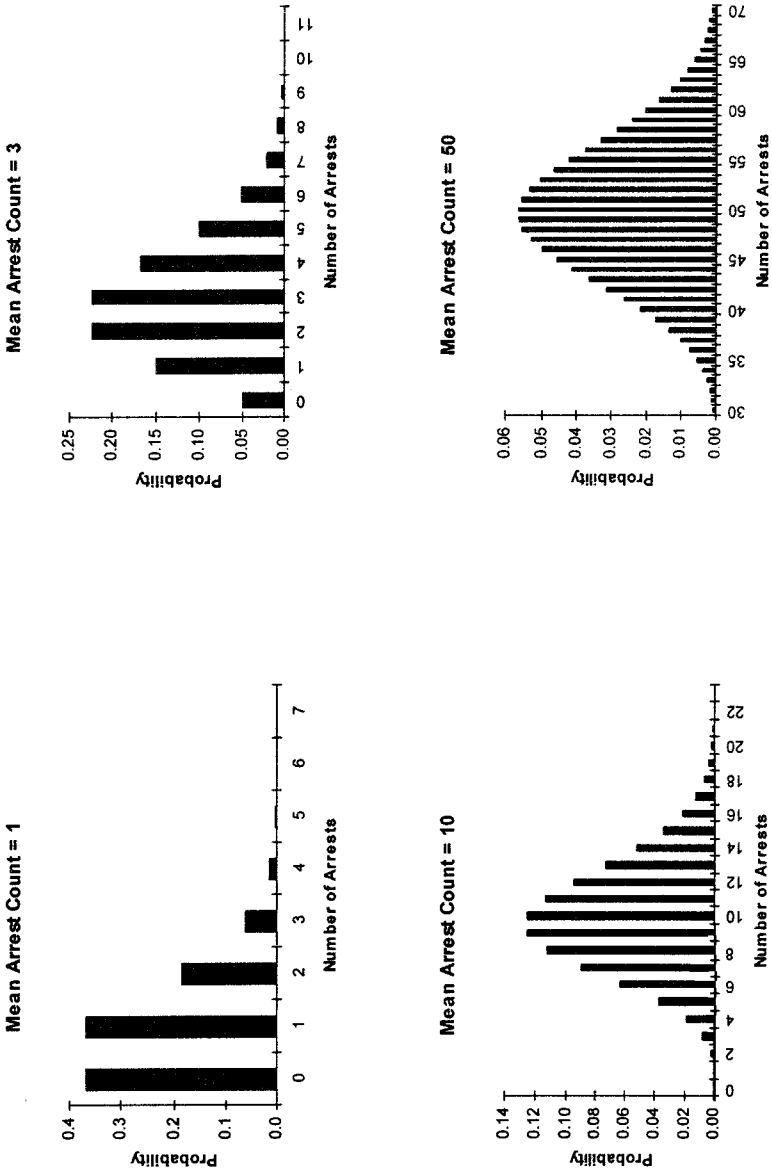 Mean Arrest Count = 1
0.4
0.3
0.2
0.1
0
Probability
0 1 2 3 4 5 6 7
Number of Arrests
Mean Arrest Count = 3
0.25
0.20
0.15
0.10
0.05
0.00
Probability
0 1 2 3 4 5 6 7 8 9 10 11
Number of Arrests
Mean Arrest Count = 10
0.14
0.12
0.10
0.08
0.06
0.04
0.02
0.00
Probability
0 2 4 6 8 10 12 14 16 18 20 22
Number of Arrests
Mean Arrest Count = 50
0.06
0.05
0.04
0.03
0.02
0.01
0.00
Probability
30 35 40 45 50 55 60 65 70
Number of Arrests